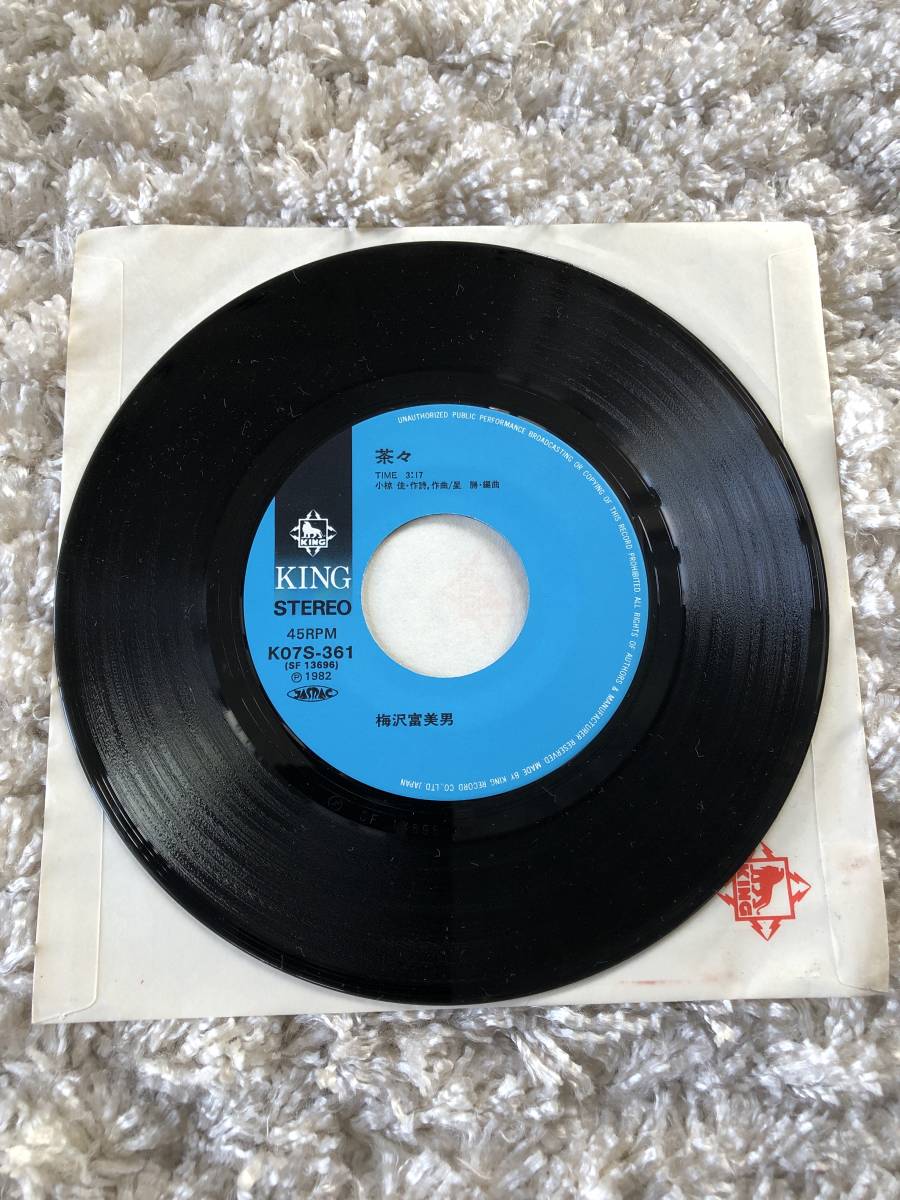 UNAUTHORIZED PUBLIC PERFORMANCE BROADCASTING OR COPYING OF THIS RECORD PROHIBITED. ALL RIGHTS OF AUTHORS & MANUFACTURER RESERVED. MADE BY KING RECORD CO., LTD. JAPAN
茶々
TIME 3:17
小椋 佳・作詩,作曲/星 勝・編曲
KING
KING
STEREO
45RPM
K07S-361
(SF 13696)
℗ 1982
JASRAC
梅沢富美男
KING